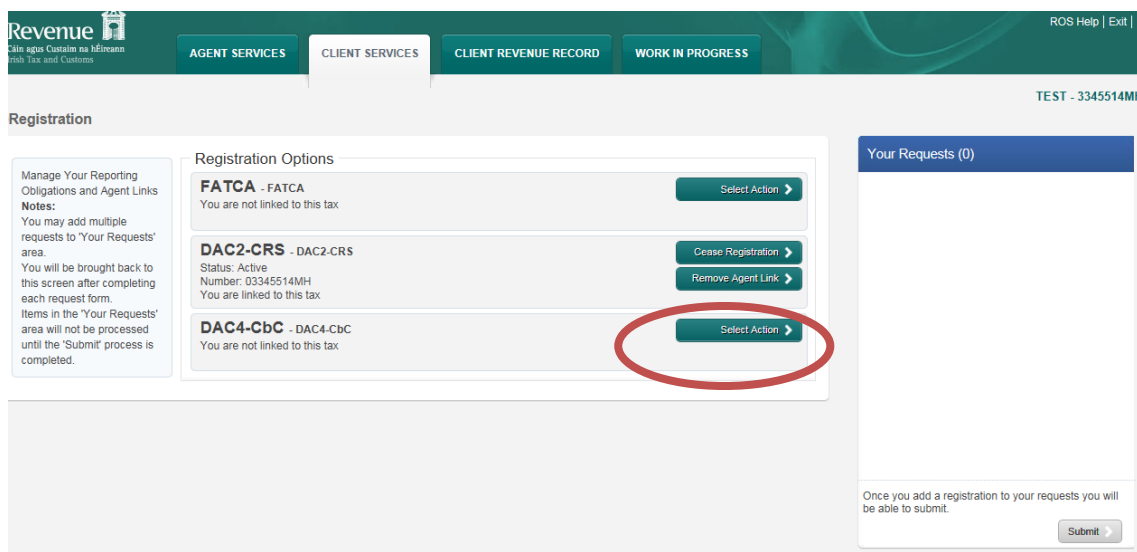 ROS Help | Exit |
Revenue
Cáin agus Custaim na hÉireann
Irish Tax and Customs
AGENT SERVICES
CLIENT SERVICES
CLIENT REVENUE RECORD
WORK IN PROGRESS
TEST - 3345514MH
Registration
Manage Your Reporting
Obligations and Agent Links
Notes:
You may add multiple
requests to 'Your Requests'
area.
You will be brought back to
this screen after completing
each request form.
Items in the 'Your Requests'
area will not be processed
until the 'Submit' process is
completed.
Registration Options
FATCA - FATCA
You are not linked to this tax
Select Action
DAC2-CRS - DAC2-CRS
Status: Active
Number: 03345514MH
You are linked to this tax
Cease Registration
Remove Agent Link
DAC4-CbC - DAC4-CbC
You are not linked to this tax
Select Action
Your Requests (0)
Once you add a registration to your requests you will
be able to submit.
Submit